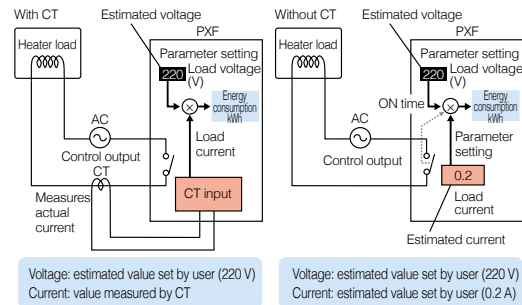 With CT
Estimated voltage
PXF
Heater load
Parameter setting
220
Load voltage
(V)
Energy
consumption
kWh
AC
Load
current
Control output
CT
CT input
Measures
actual
current
Voltage: estimated value set by user (220 V)
Current: value measured by CT
Without CT
Estimated voltage
PXF
Heater load
Parameter setting
220
Load voltage
(V)
ON time
Energy
consumption
kWh
AC
Parameter
setting
Control output
0.2
Load
current
Estimated current
Voltage: estimated value set by user (220 V)
Current: estimated value set by user (0.2 A)